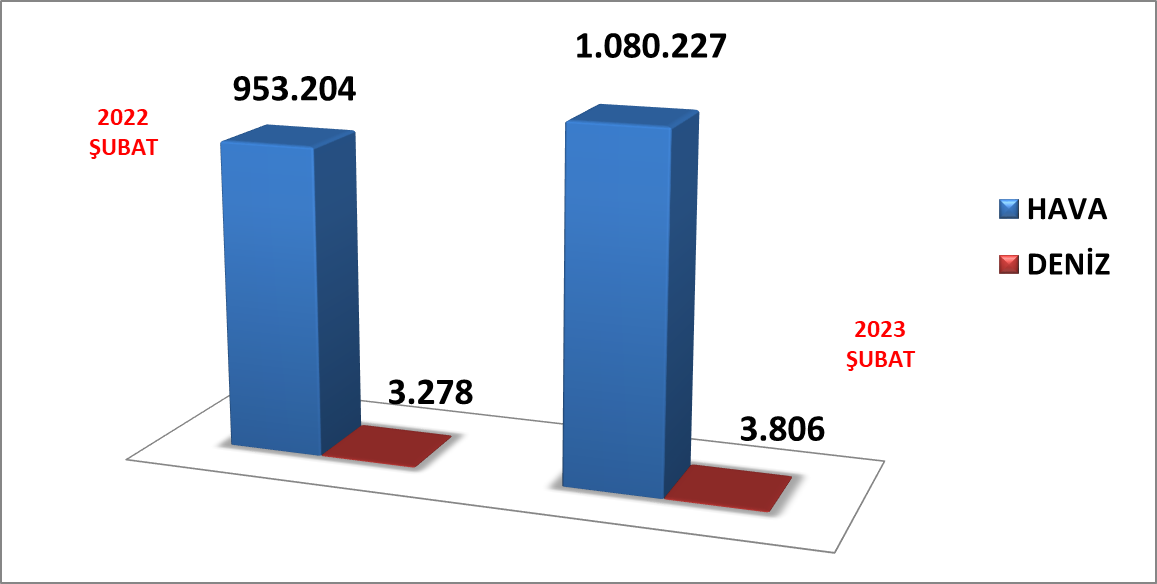 1.080.227
953.204
2022
ŞUBAT
HAVA
DENİZ
2023
ŞUBAT
3.278
3.806